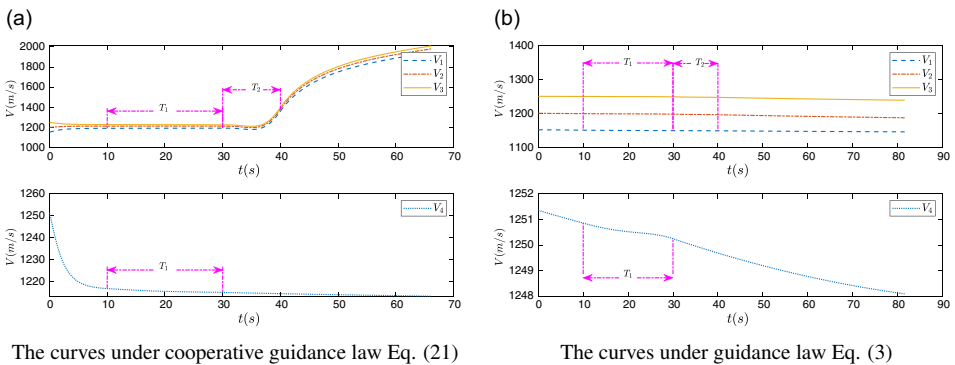 (a)
2000
1800
1600
1400
1200
1000
V(m/s)
T₁
T₂
V₁
V₂
V₃
0 10 20 30 40 50 60 70
t(s)
1260
1250
1240
1230
1220
V(m/s)
T₁
V₄
0 10 20 30 40 50 60 70
t(s)
The curves under cooperative guidance law Eq. (21)
(b)
1400
1300
1200
1100
V(m/s)
T₁
T₂
V₁
V₂
V₃
0 10 20 30 40 50 60 70 80 90
t(s)
1252
1251
1250
1249
1248
V(m/s)
T₁
V₄
0 10 20 30 40 50 60 70 80 90
t(s)
The curves under guidance law Eq. (3)